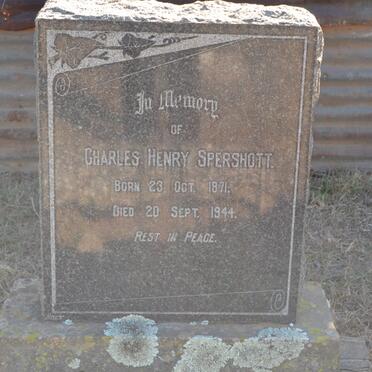 In Memory
OF
CHARLES HENRY SPERSHOTT.
BORN 23 OCT. 1871.
DIED 20 SEPT. 1944.
REST IN PEACE.